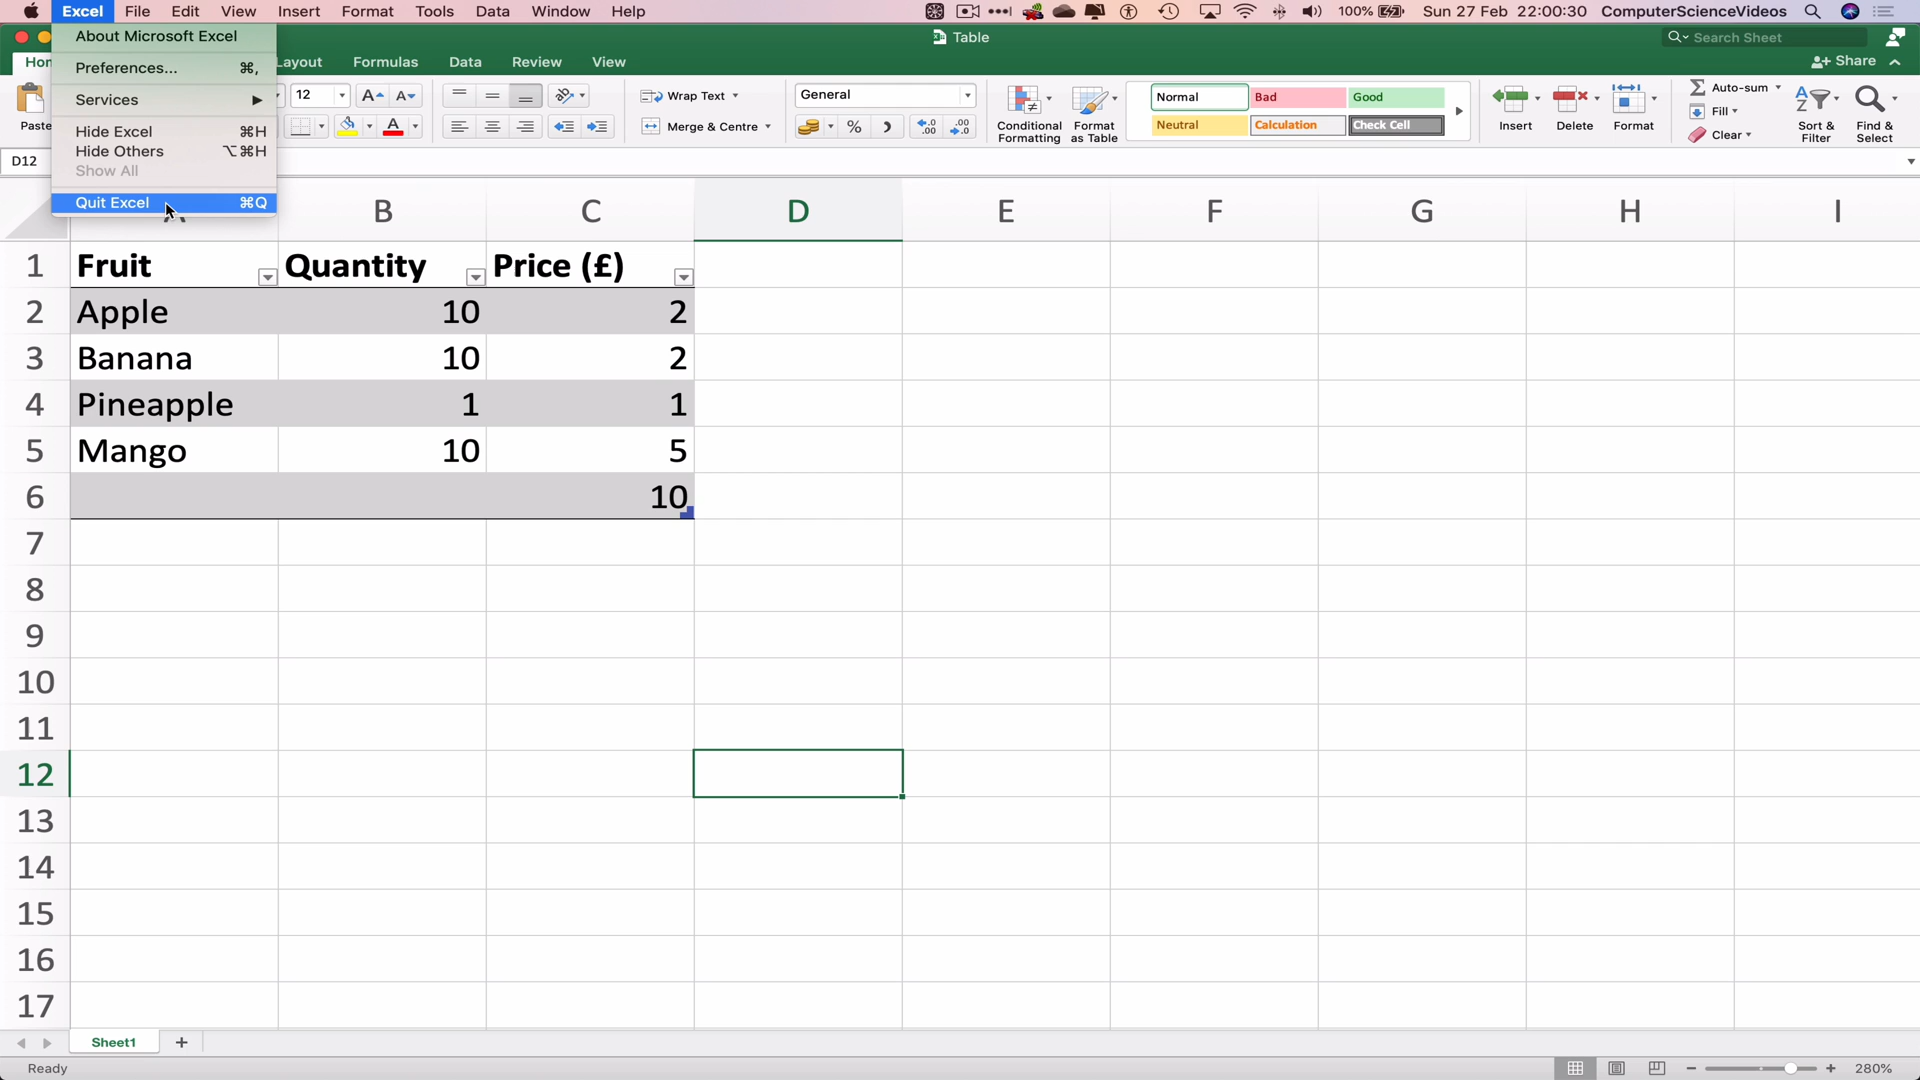 Excel File Edit View Insert Format Tools Data Window Help 100% Sun 27 Feb 22:00:30 ComputerScienceVideos
About Microsoft Excel
Preferences... ⌘,
Services ▶
Hide Excel ⌘H
Hide Others ⌥⌘H
Show All
Quit Excel ⌘Q
Table
Search Sheet
Formulas Data Review View
Share
Paste
12
A A
Wrap Text
Merge & Centre
General
%
Conditional Formatting
Format as Table
Normal Bad Good
Neutral Calculation Check Cell
Insert Delete Format
Auto-sum
Fill
Clear
Sort & Filter
Find & Select
D12
B C D E F G H I
1 Fruit Quantity Price (£)
2 Apple 10 2
3 Banana 10 2
4 Pineapple 1 1
5 Mango 10 5
6 10
7
8
9
10
11
12
13
14
15
16
17
Sheet1 +
Ready
280%